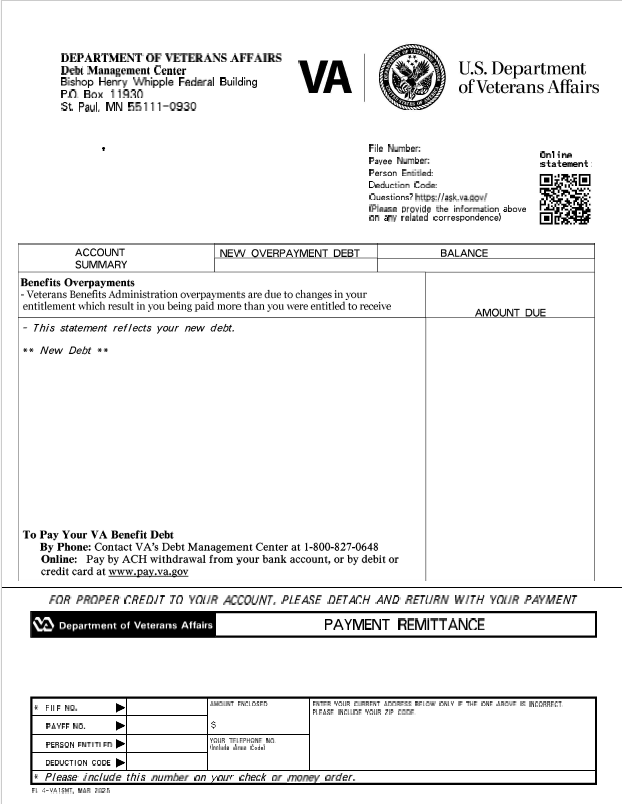 DEPARTMENT OF VETERANS AFFAIRS
Debt Management Center
Bishop Henry Whipple Federal Building
P.O. Box 11930
St. Paul, MN 55111-0930
VA
U.S. Department
of Veterans Affairs
File Number:
Payee Number:
Person Entitled:
Deduction Code:
Questions? https://ask.va.gov/
(Please provide the information above
on any related correspondence)
Online
statement:
ACCOUNT
SUMMARY
NEW OVERPAYMENT DEBT
BALANCE
Benefits Overpayments
- Veterans Benefits Administration overpayments are due to changes in your
entitlement which result in you being paid more than you were entitled to receive
AMOUNT DUE
- This statement reflects your new debt.
** New Debt **
To Pay Your VA Benefit Debt
By Phone: Contact VA's Debt Management Center at 1-800-827-0648
Online: Pay by ACH withdrawal from your bank account, or by debit or
credit card at www.pay.va.gov
FOR PROPER CREDIT TO YOUR ACCOUNT, PLEASE DETACH AND RETURN WITH YOUR PAYMENT
Department of Veterans Affairs
PAYMENT REMITTANCE
* FILE NO.
PAYEE NO.
PERSON ENTITLED
DEDUCTION CODE
AMOUNT ENCLOSED
$
YOUR TELEPHONE NO.
(Include Area Code)
ENTER YOUR CURRENT ADDRESS BELOW ONLY IF THE ONE ABOVE IS INCORRECT.
PLEASE INCLUDE YOUR ZIP CODE.
* Please include this number on your check or money order.
FL 4-VA1SMT, MAR 2025